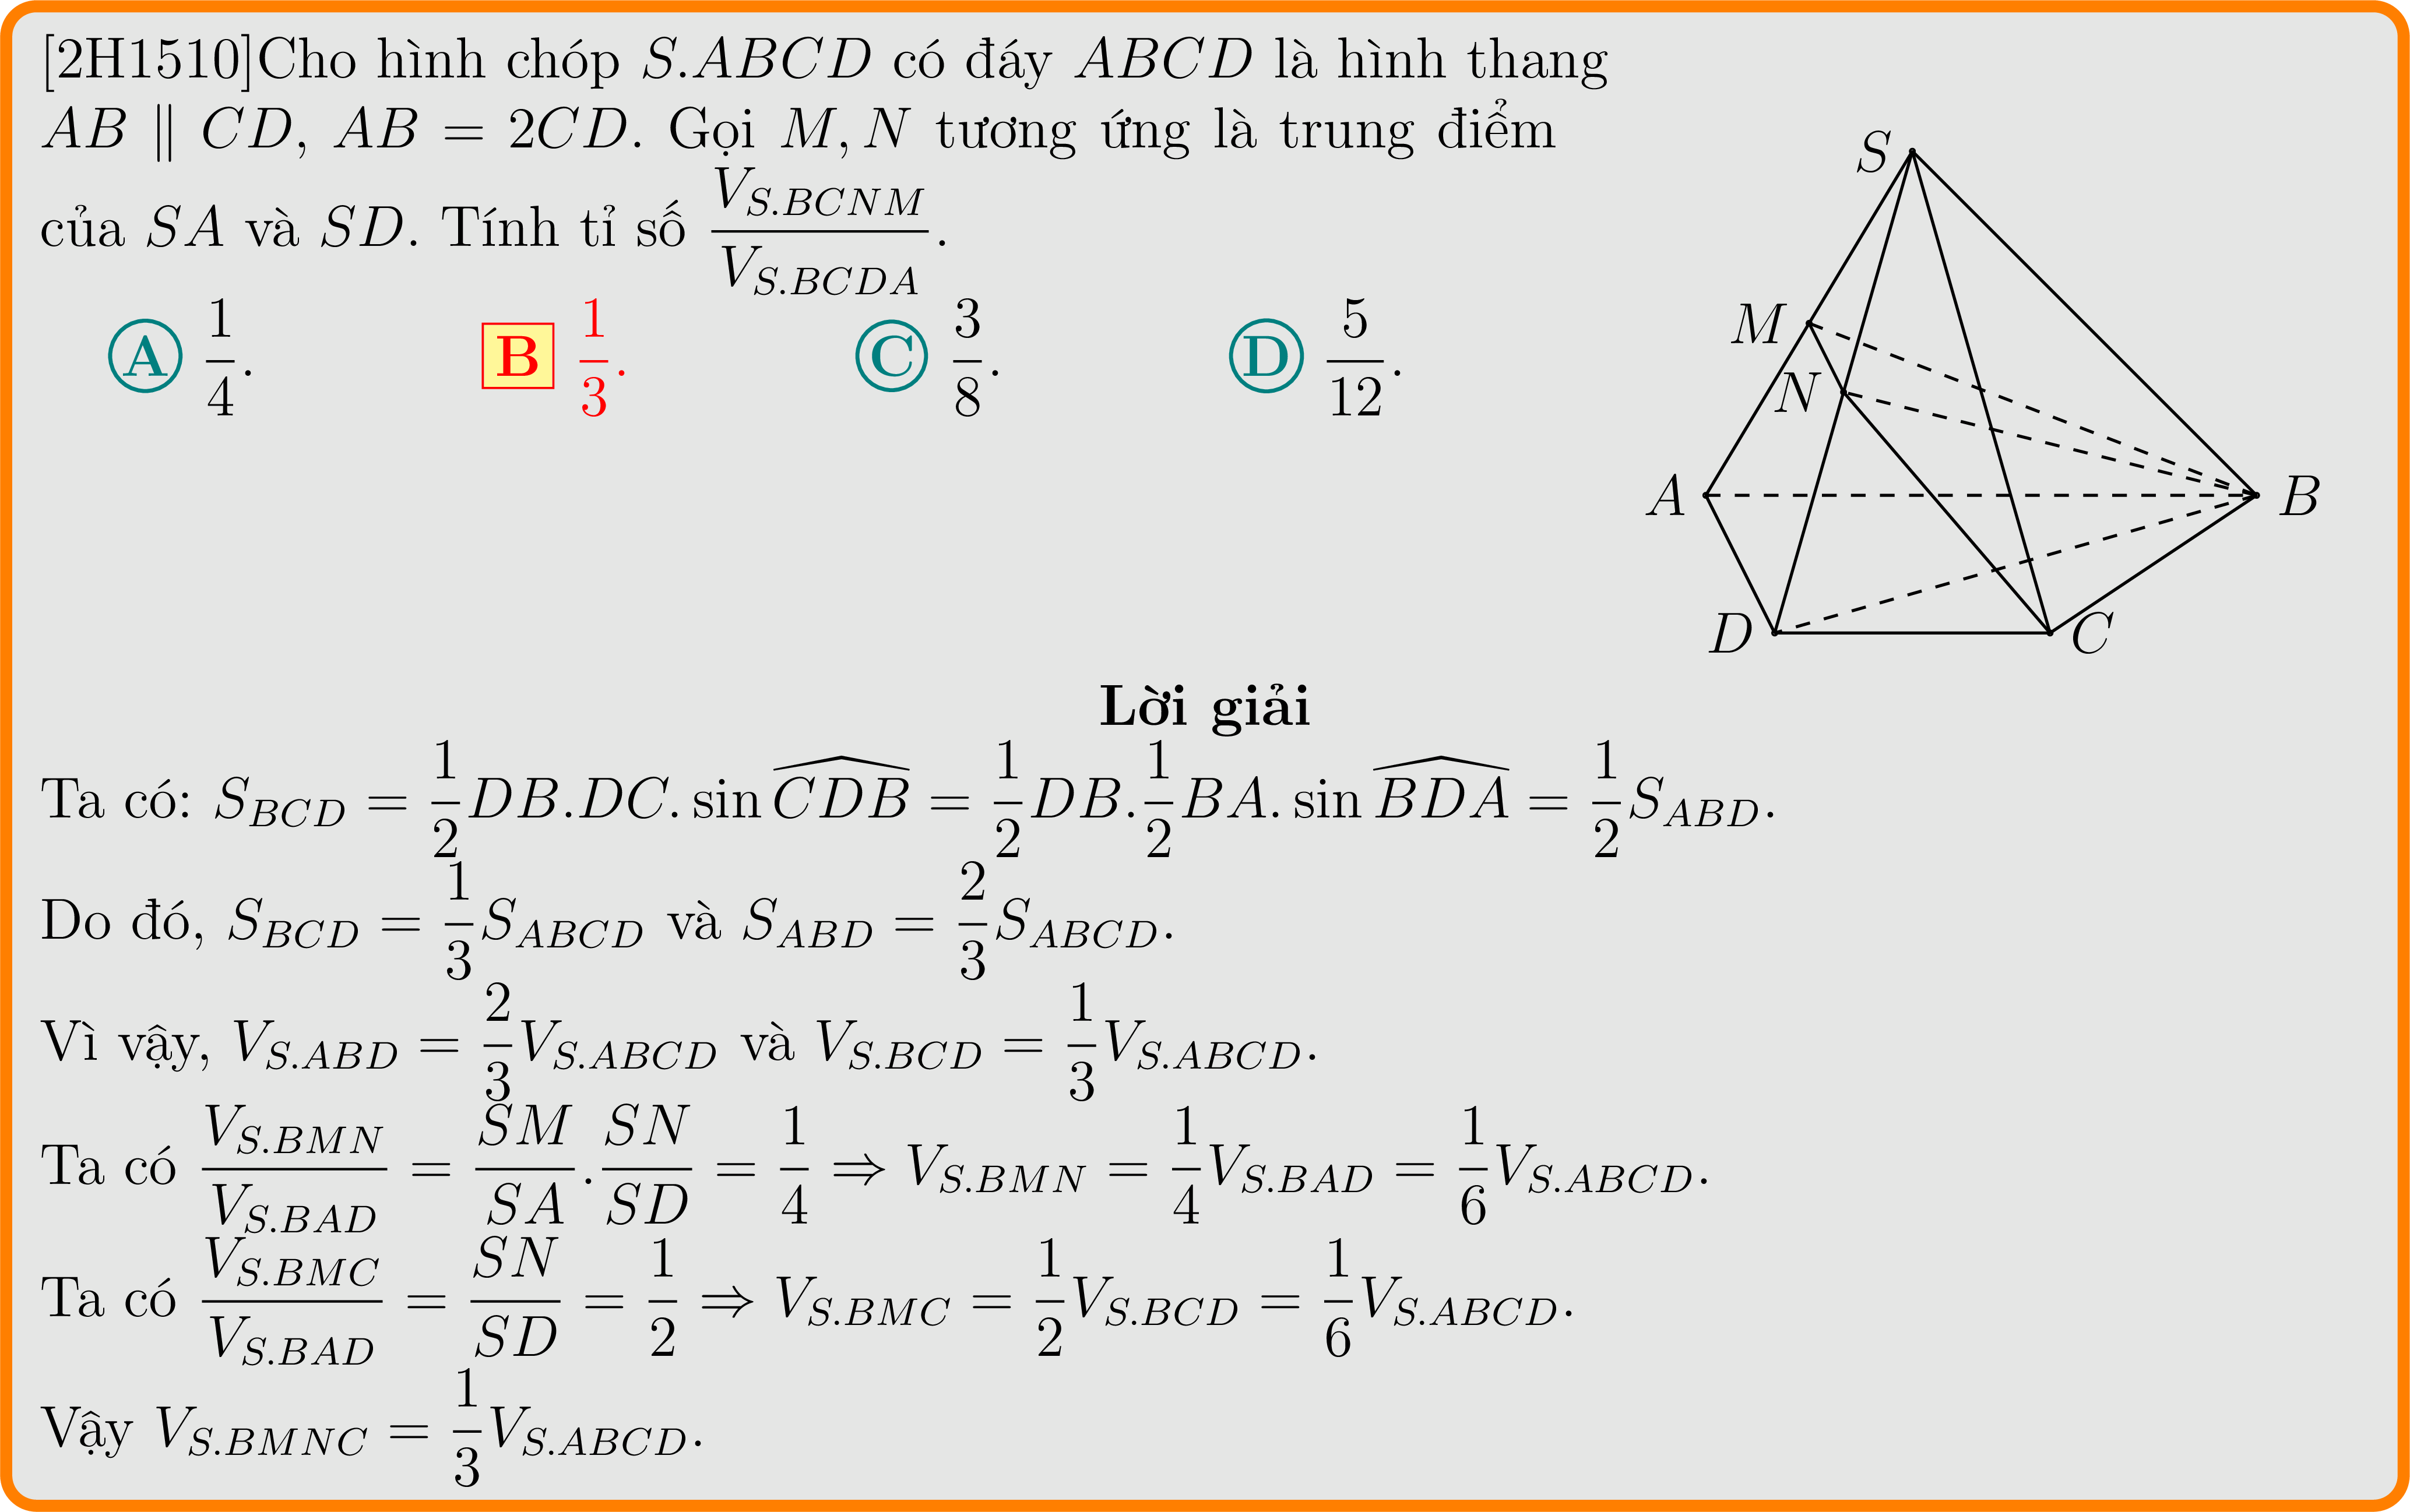 [2H1510]Cho hình chóp S.ABCD có đáy ABCD là hình thang
AB ∥ CD, AB = 2CD. Gọi M, N tương ứng là trung điểm
của SA và SD. Tính tỉ số \frac{V_{S.BCNM}}{V_{S.BCDA}}.
A \frac{1}{4}. B \frac{1}{3}. C \frac{3}{8}. D \frac{5}{12}.
S
M
N
A
B
D
C
Lời giải
Ta có: S_{BCD} = \frac{1}{2}DB.DC.\sin\widehat{CDB} = \frac{1}{2}DB.\frac{1}{2}BA.\sin\widehat{BDA} = \frac{1}{2}S_{ABD}.
Do đó, S_{BCD} = \frac{1}{3}S_{ABCD} và S_{ABD} = \frac{2}{3}S_{ABCD}.
Vì vậy, V_{S.ABD} = \frac{2}{3}V_{S.ABCD} và V_{S.BCD} = \frac{1}{3}V_{S.ABCD}.
Ta có \frac{V_{S.BMN}}{V_{S.BAD}} = \frac{SM}{SA}.\frac{SN}{SD} = \frac{1}{4} ⇒ V_{S.BMN} = \frac{1}{4}V_{S.BAD} = \frac{1}{6}V_{S.ABCD}.
Ta có \frac{V_{S.BMC}}{V_{S.BAD}} = \frac{SN}{SD} = \frac{1}{2} ⇒ V_{S.BMC} = \frac{1}{2}V_{S.BCD} = \frac{1}{6}V_{S.ABCD}.
Vậy V_{S.BMNC} = \frac{1}{3}V_{S.ABCD}.